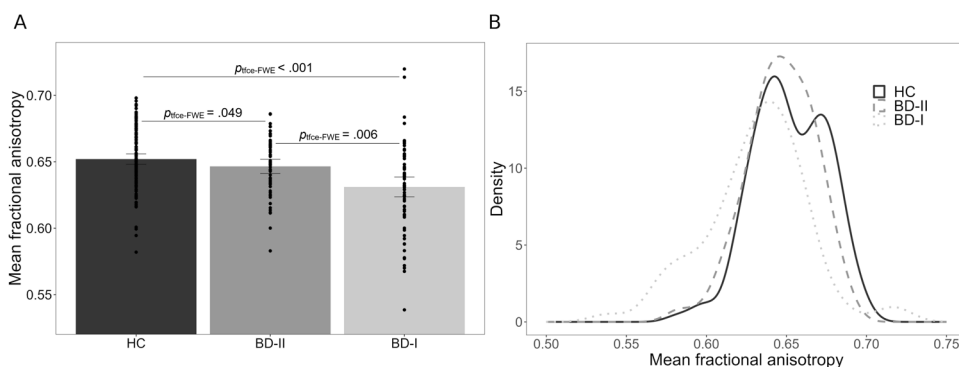 A
Mean fractional anisotropy
0.70
0.65
0.60
0.55
ptfce-FWE < .001
ptfce-FWE = .049
ptfce-FWE = .006
HC
BD-II
BD-I
B
Density
15
10
5
0
HC
BD-II
BD-I
0.50
0.55
0.60
0.65
0.70
0.75
Mean fractional anisotropy